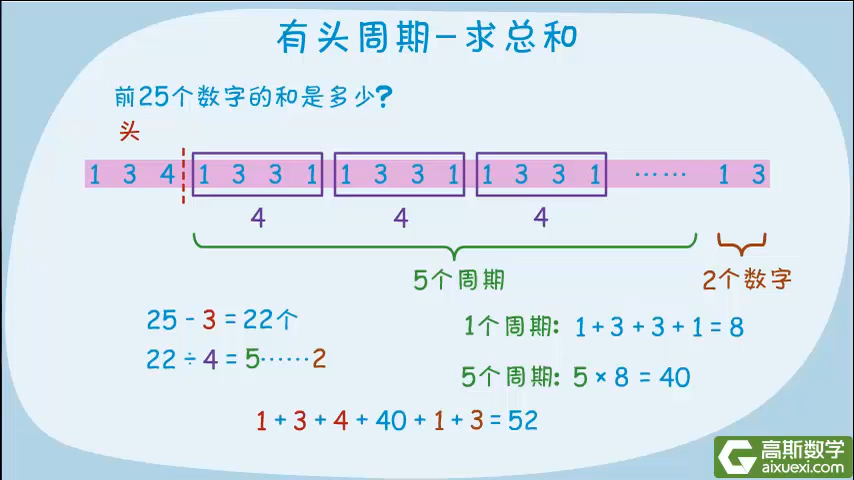 有头周期-求总和
前25个数字的和是多少?
头
1 3 4 1 3 3 1 1 3 3 1 1 3 3 1 …… 1 3
4 4 4
5个周期 2个数字
25-3=22个 1个周期: 1+3+3+1=8
22÷4=5……2 5个周期: 5×8=40
1+3+4+40+1+3=52
高斯数学
aixuexi.com